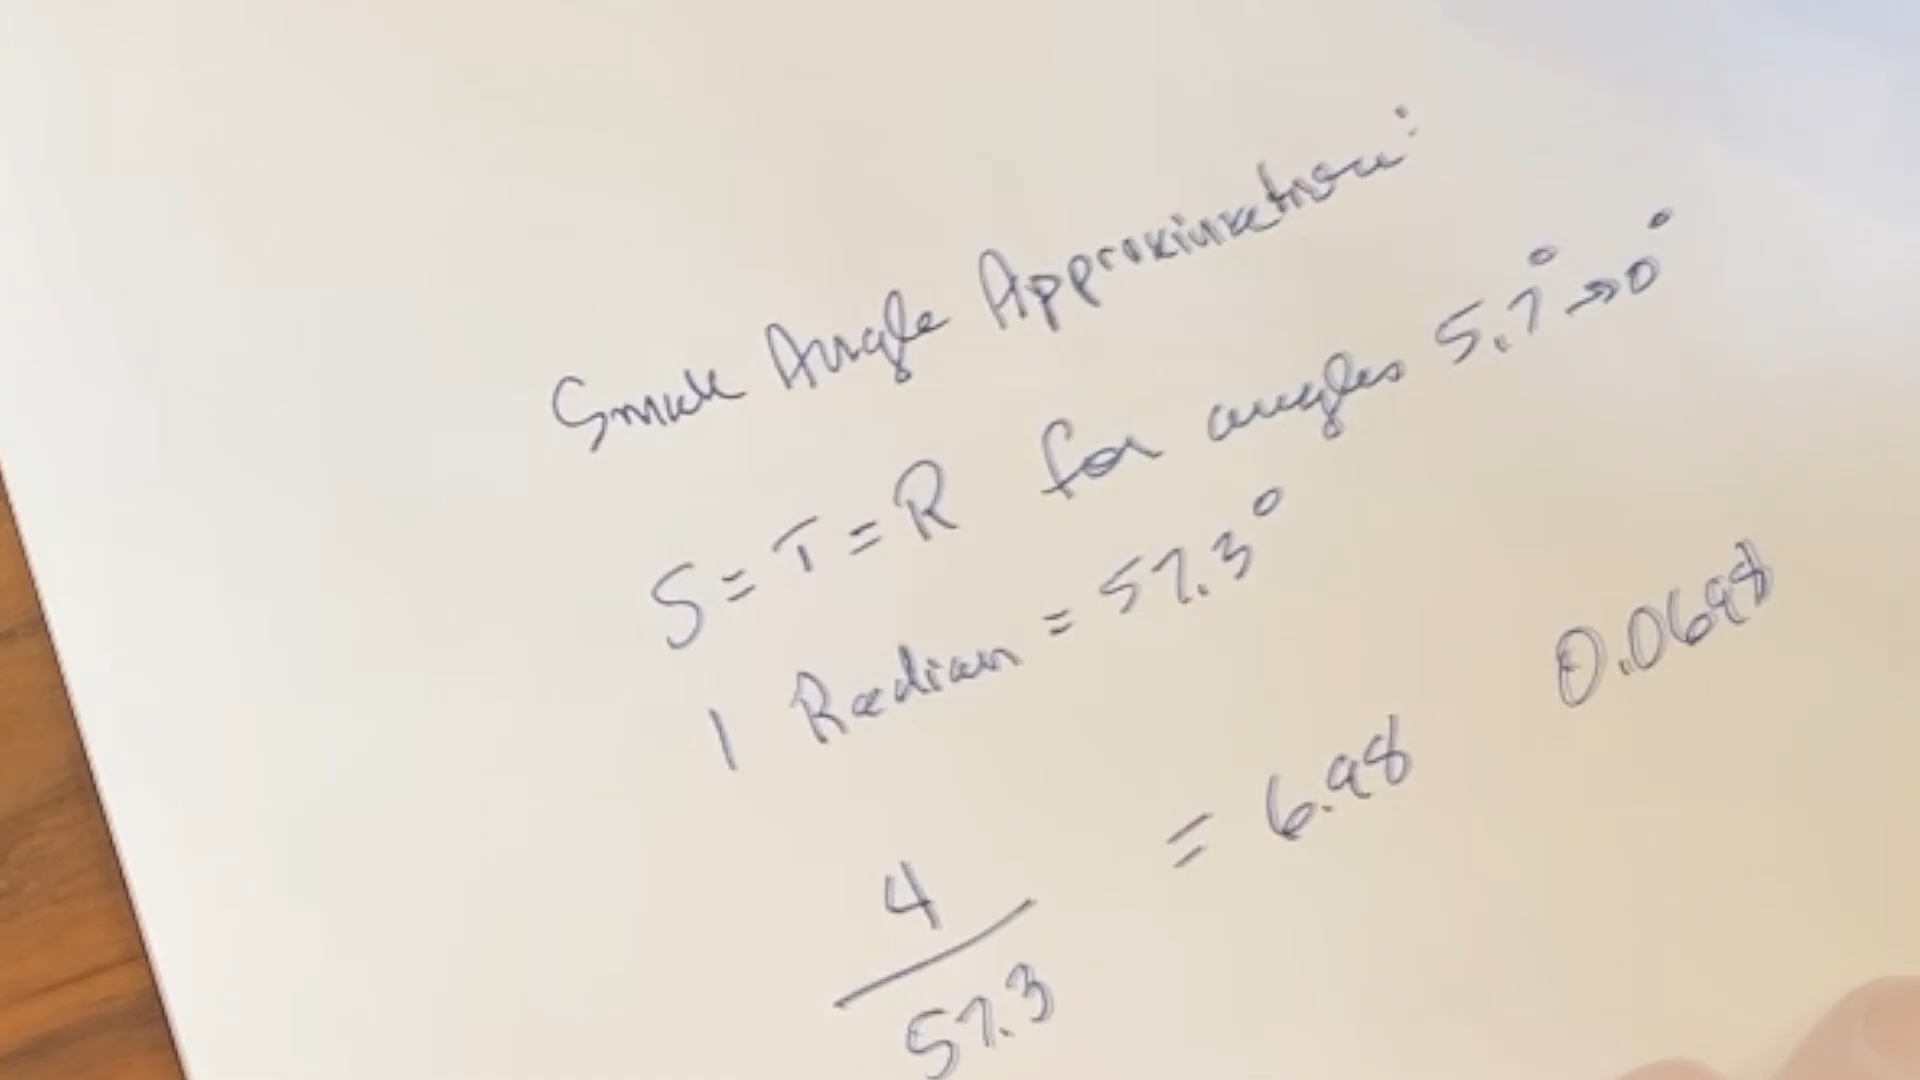 Small Angle Approximation:
S = T = R for angles 5.7° → 0°
1 Radian = 57.3°
4 / 57.3 = 6.98 0.0698